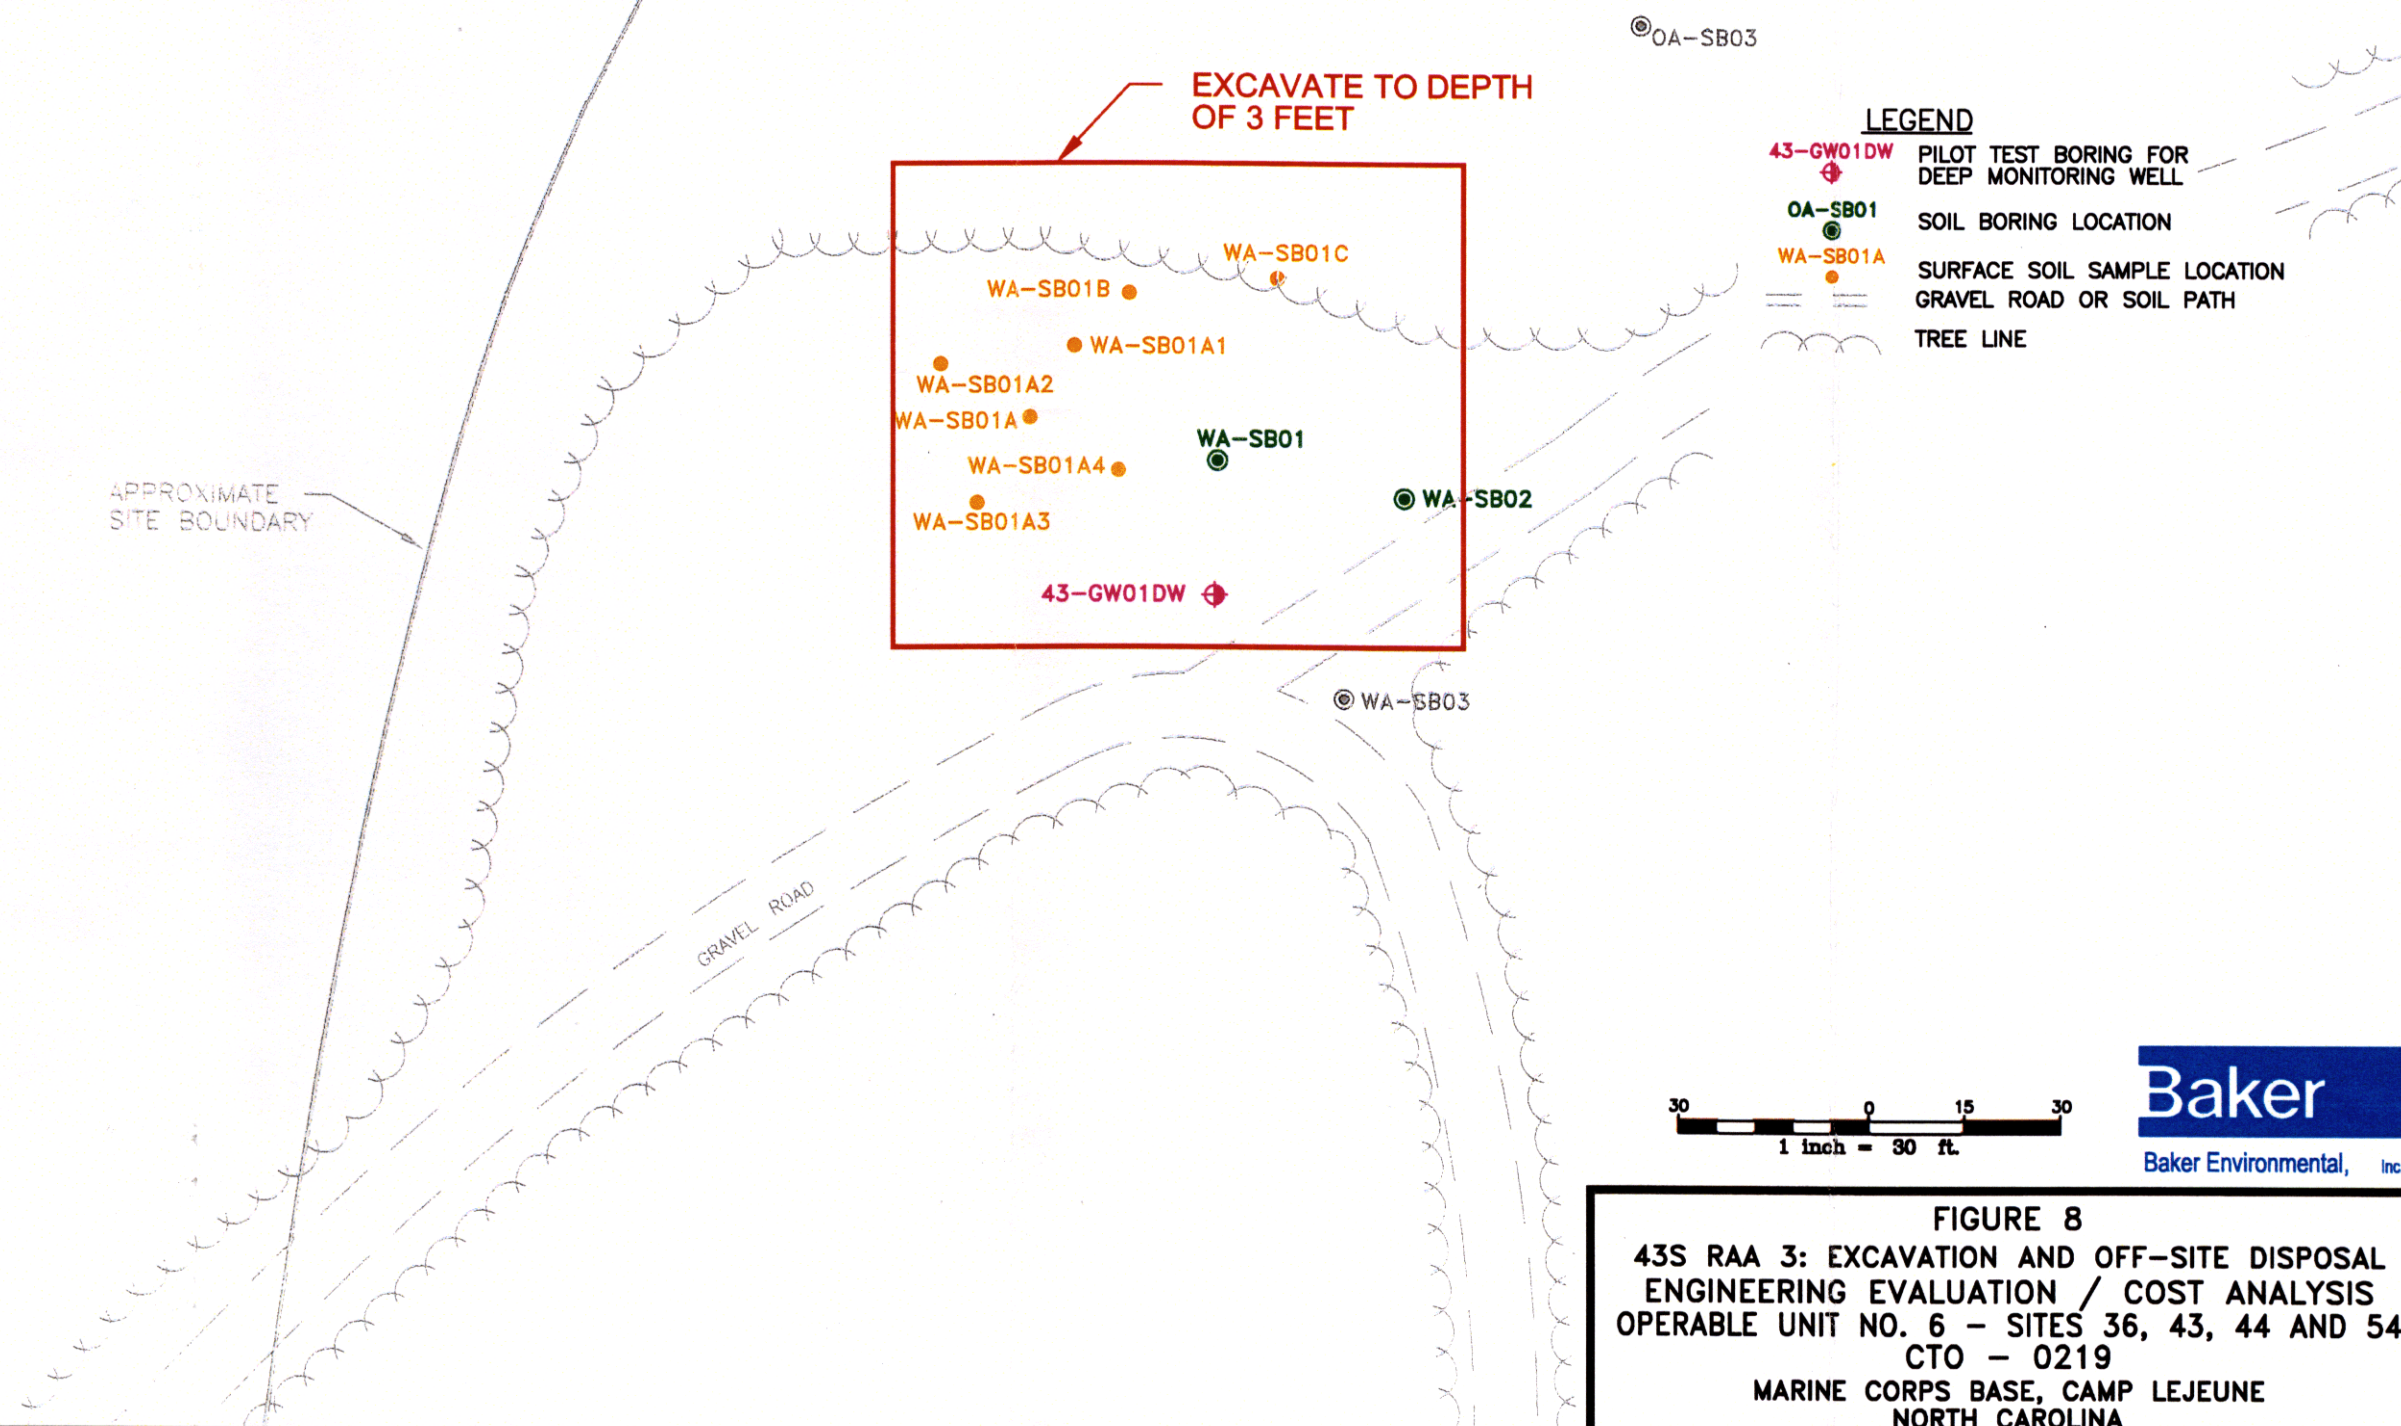 OA-SB03
EXCAVATE TO DEPTH
OF 3 FEET
LEGEND
43-GW01DW
PILOT TEST BORING FOR
DEEP MONITORING WELL
OA-SB01
SOIL BORING LOCATION
WA-SB01A
SURFACE SOIL SAMPLE LOCATION
GRAVEL ROAD OR SOIL PATH
TREE LINE
WA-SB01C
WA-SB01B
WA-SB01A1
WA-SB01A2
WA-SB01A
WA-SB01
WA-SB01A4
WA-SB02
WA-SB01A3
APPROXIMATE
SITE BOUNDARY
43-GW01DW
WA-SB03
GRAVEL ROAD
30 0 15 30
1 inch = 30 ft.
Baker
Baker Environmental, Inc
FIGURE 8
43S RAA 3: EXCAVATION AND OFF-SITE DISPOSAL
ENGINEERING EVALUATION / COST ANALYSIS
OPERABLE UNIT NO. 6 - SITES 36, 43, 44 AND 54
CTO - 0219
MARINE CORPS BASE, CAMP LEJEUNE
NORTH CAROLINA